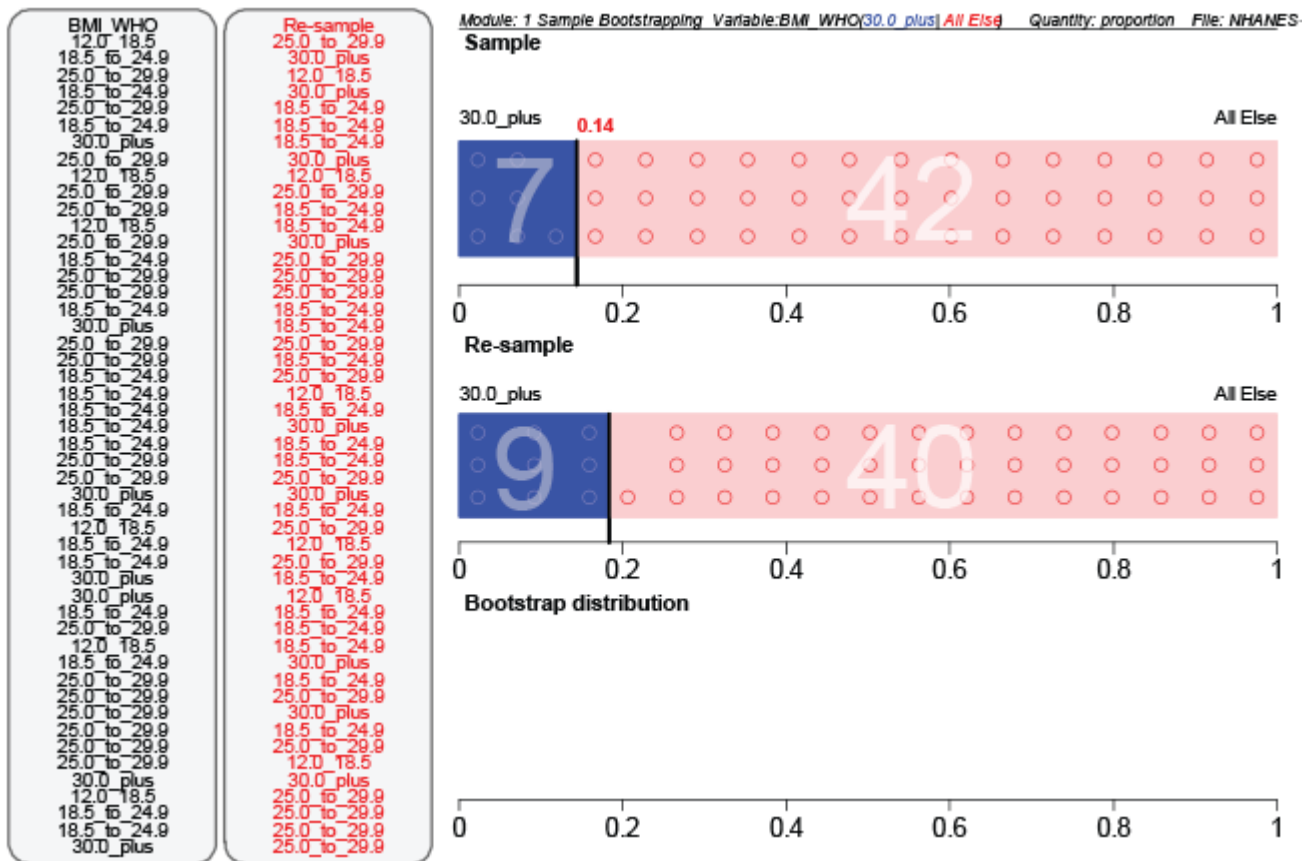 BMI_WHO
12.0_18.5
18.5_to_24.9
25.0_to_29.9
18.5_to_24.9
25.0_to_29.9
18.5_to_24.9
30.0_plus
25.0_to_29.9
12.0_18.5
25.0_to_29.9
25.0_to_29.9
12.0_18.5
25.0_to_29.9
18.5_to_24.9
25.0_to_29.9
25.0_to_29.9
18.5_to_24.9
30.0_plus
25.0_to_29.9
25.0_to_29.9
18.5_to_24.9
18.5_to_24.9
18.5_to_24.9
18.5_to_24.9
18.5_to_24.9
25.0_to_29.9
25.0_to_29.9
30.0_plus
18.5_to_24.9
12.0_18.5
18.5_to_24.9
18.5_to_24.9
30.0_plus
30.0_plus
18.5_to_24.9
25.0_to_29.9
12.0_18.5
18.5_to_24.9
25.0_to_29.9
25.0_to_29.9
25.0_to_29.9
25.0_to_29.9
25.0_to_29.9
25.0_to_29.9
30.0_plus
12.0_18.5
18.5_to_24.9
18.5_to_24.9
30.0_plus
Re-sample
25.0_to_29.9
30.0_plus
12.0_18.5
30.0_plus
18.5_to_24.9
18.5_to_24.9
18.5_to_24.9
30.0_plus
12.0_18.5
25.0_to_29.9
18.5_to_24.9
18.5_to_24.9
30.0_plus
25.0_to_29.9
25.0_to_29.9
25.0_to_29.9
18.5_to_24.9
18.5_to_24.9
25.0_to_29.9
18.5_to_24.9
25.0_to_29.9
12.0_18.5
18.5_to_24.9
30.0_plus
18.5_to_24.9
18.5_to_24.9
25.0_to_29.9
30.0_plus
18.5_to_24.9
25.0_to_29.9
12.0_18.5
25.0_to_29.9
18.5_to_24.9
12.0_18.5
18.5_to_24.9
18.5_to_24.9
18.5_to_24.9
30.0_plus
18.5_to_24.9
25.0_to_29.9
30.0_plus
18.5_to_24.9
25.0_to_29.9
12.0_18.5
30.0_plus
25.0_to_29.9
25.0_to_29.9
25.0_to_29.9
25.0_to_29.9
Module: 1 Sample Bootstrapping Variable:BMI_WHO(30.0_plus| All Else) Quantity: proportion File: NHANES-
Sample
30.0_plus 0.14 All Else
7 42
0 0.2 0.4 0.6 0.8 1
Re-sample
30.0_plus All Else
9 40
0 0.2 0.4 0.6 0.8 1
Bootstrap distribution
0 0.2 0.4 0.6 0.8 1